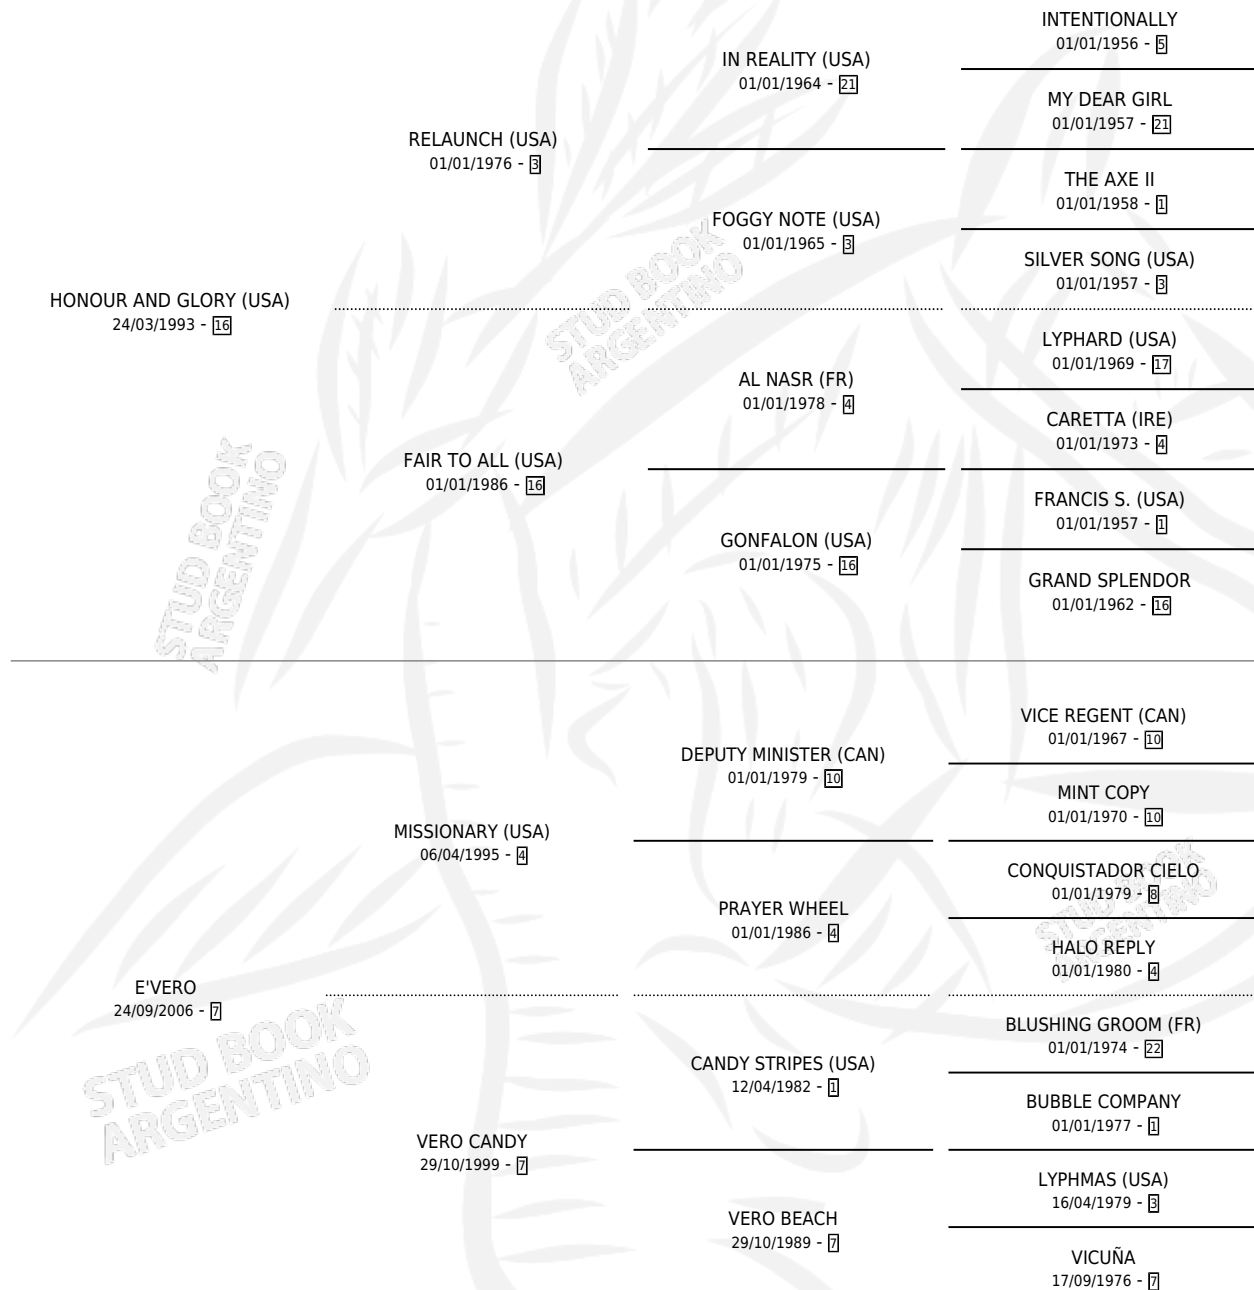 INTENTIONALLY
01/01/1956 - 5
IN REALITY (USA)
01/01/1964 - 21
MY DEAR GIRL
01/01/1957 - 21
RELAUNCH (USA)
01/01/1976 - 3
THE AXE II
01/01/1958 - 1
FOGGY NOTE (USA)
01/01/1965 - 3
SILVER SONG (USA)
01/01/1957 - 3
HONOUR AND GLORY (USA)
24/03/1993 - 16
LYPHARD (USA)
01/01/1969 - 17
AL NASR (FR)
01/01/1978 - 4
CARETTA (IRE)
01/01/1973 - 4
FAIR TO ALL (USA)
01/01/1986 - 16
FRANCIS S. (USA)
01/01/1957 - 1
GONFALON (USA)
01/01/1975 - 16
GRAND SPLENDOR
01/01/1962 - 16
VICE REGENT (CAN)
01/01/1967 - 10
DEPUTY MINISTER (CAN)
01/01/1979 - 10
MINT COPY
01/01/1970 - 10
MISSIONARY (USA)
06/04/1995 - 4
CONQUISTADOR CIELO
01/01/1979 - 8
PRAYER WHEEL
01/01/1986 - 4
HALO REPLY
01/01/1980 - 4
E'VERO
24/09/2006 - 7
BLUSHING GROOM (FR)
01/01/1974 - 22
CANDY STRIPES (USA)
12/04/1982 - 1
BUBBLE COMPANY
01/01/1977 - 1
VERO CANDY
29/10/1999 - 7
LYPHMAS (USA)
16/04/1979 - 3
VERO BEACH
29/10/1989 - 7
VICUÑA
17/09/1976 - 7
STUD BOOK
ARGENTINO
STUD BOOK
ARGENTINO
STUD BOOK
ARGENTINO
STUD BOOK
ARGENTINO